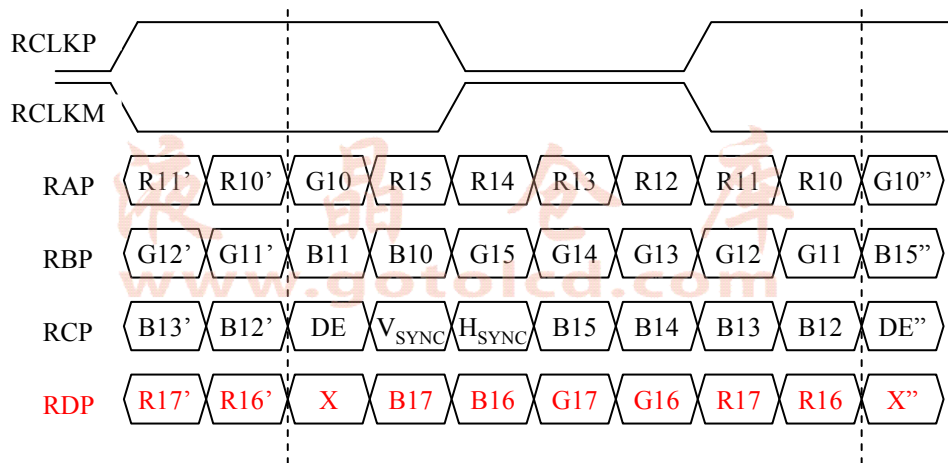 RCLKP
RCLKM
RAP R11’ R10’ G10 R15 R14 R13 R12 R11 R10 G10”
液晶仓库
RBP G12’ G11’ B11 B10 G15 G14 G13 G12 G11 B15”
www.gotolcd.com
RCP B13’ B12’ DE VSYNC HSYNC B15 B14 B13 B12 DE”
RDP R17’ R16’ X B17 B16 G17 G16 R17 R16 X”